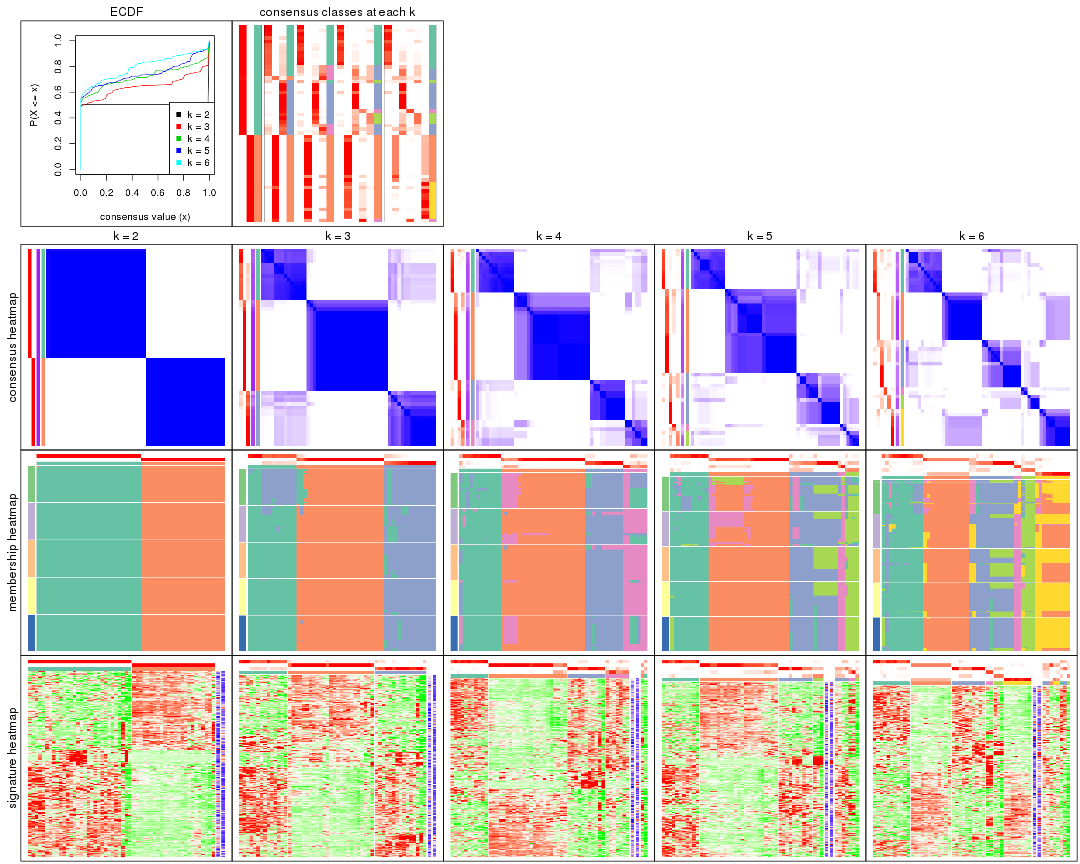 ECDF
consensus classes at each k
P(X <= x)
1.0
0.8
0.6
0.4
0.2
0.0
k = 2
k = 3
k = 4
k = 5
k = 6
0.0 0.2 0.4 0.6 0.8 1.0
consensus value (x)
k = 2 k = 3 k = 4 k = 5 k = 6
consensus heatmap
membership heatmap
signature heatmap